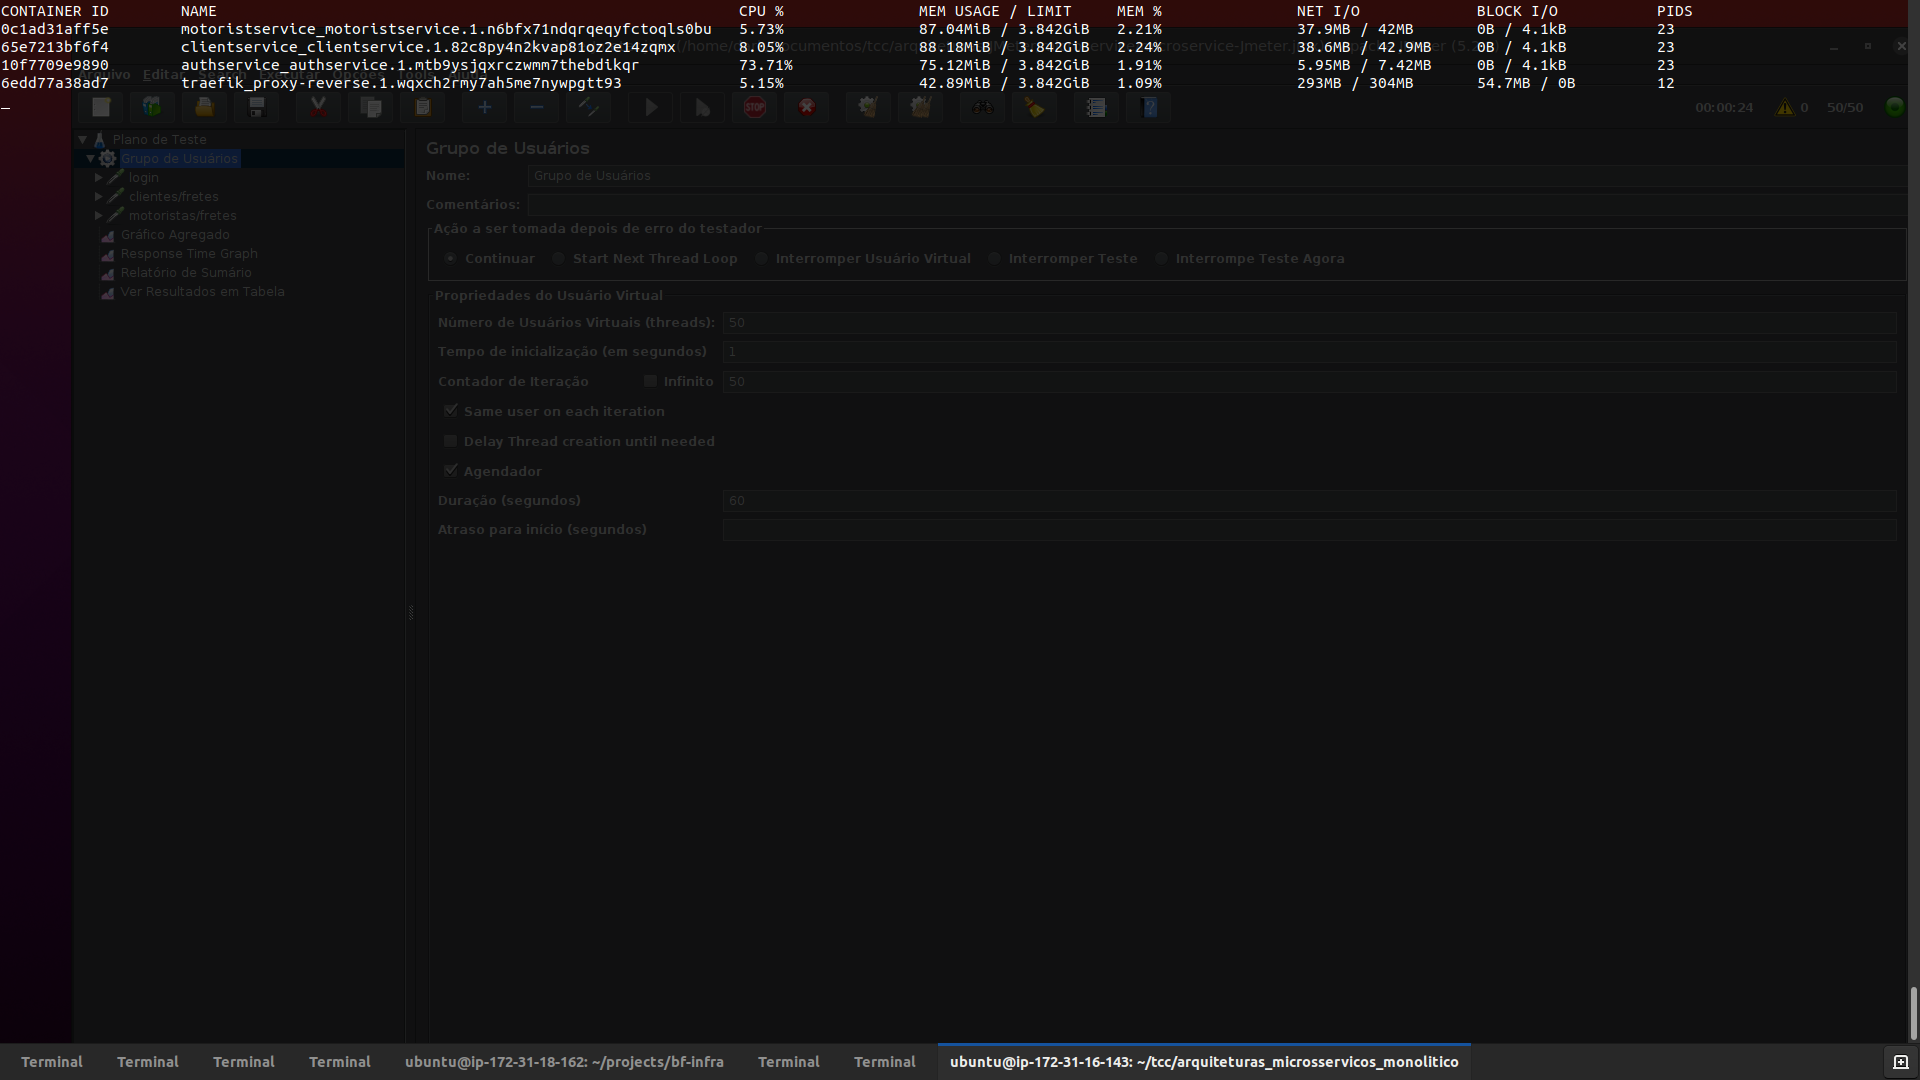 CONTAINER ID NAME CPU % MEM USAGE / LIMIT MEM % NET I/O BLOCK I/O PIDS
0c1ad31aff5e motoristservice_motoristservice.1.n6bfx71ndqrqeqyfctoqls0bu 5.73% 87.04MiB / 3.842GiB 2.21% 37.9MB / 42MB 0B / 4.1kB 23
65e7213bf6f4 clientservice_clientservice.1.82c8py4n2kvap81ozze14zqmx 8.05% 88.18MiB / 3.842GiB 2.24% 38.6MB / 42.9MB 0B / 4.1kB 23
10f7709e9890 authservice_authservice.1.mtb9ysjqxrczwmm7thebdikqr 73.71% 75.12MiB / 3.842GiB 1.91% 5.95MB / 7.42MB 0B / 4.1kB 23
6edd77a38ad7 traefik_proxy-reverse.1.wqxch2rmy7ah5me7nywpgtt93 5.15% 42.89MiB / 3.842GiB 1.09% 293MB / 304MB 54.7MB / 0B 12
Arquivo Editar Search Executar Opções
00:00:24 0 50/50
Plano de Teste
Grupo de Usuários
login
clientes/fretes
motoristas/fretes
Gráfico Agregado
Response Time Graph
Relatório de Sumário
Ver Resultados em Tabela
Grupo de Usuários
Nome: Grupo de Usuários
Comentários:
Ação a ser tomada depois de erro do testador
Continuar Start Next Thread Loop Interromper Usuário Virtual Interromper Teste Interrompe Teste Agora
Propriedades do Usuário Virtual
Número de Usuários Virtuais (threads): 50
Tempo de inicialização (em segundos) 1
Contador de Iteração Infinito 50
Same user on each iteration
Delay Thread creation until needed
Agendador
Duração (segundos) 60
Atraso para início (segundos)
Terminal Terminal Terminal Terminal ubuntu@ip-172-31-18-162: ~/projects/bf-infra Terminal Terminal ubuntu@ip-172-31-16-143: ~/tcc/arquiteturas_microsservicos_monolitico